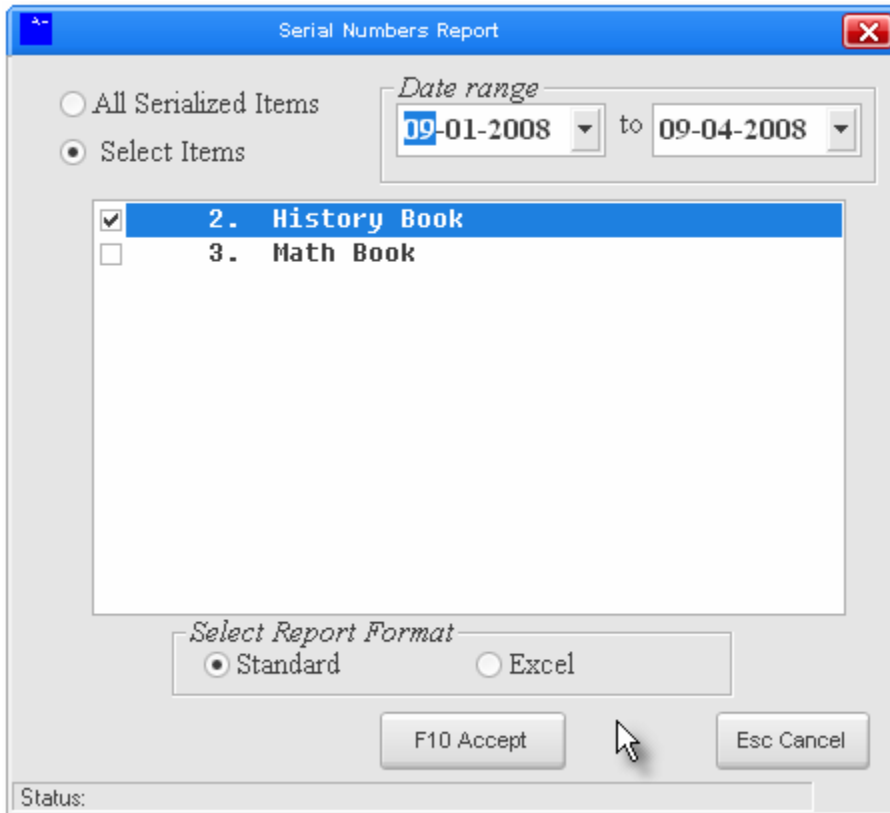 Serial Numbers Report
All Serialized Items
Select Items
Date range
09-01-2008 to 09-04-2008
2. History Book
3. Math Book
Select Report Format
Standard Excel
F10 Accept Esc Cancel
Status: